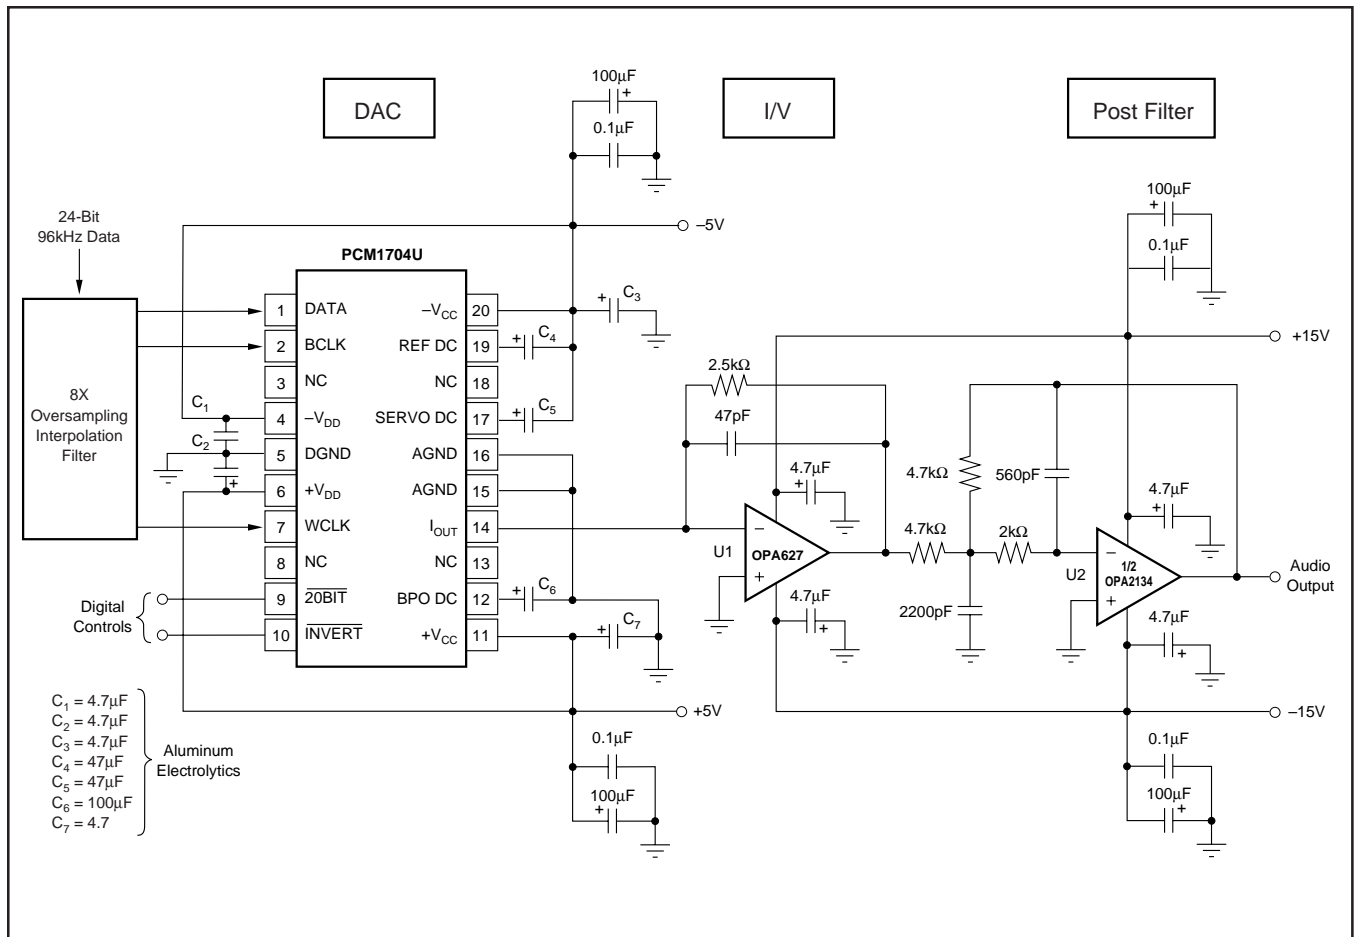 DAC
I/V
Post Filter
100µF
+
0.1µF
–5V
24-Bit
96kHz Data
8X
Oversampling
Interpolation
Filter
PCM1704U
1 DATA
2 BCLK
3 NC
4 –VDD
5 DGND
6 +VDD
7 WCLK
8 NC
9 20BIT
10 INVERT
–VCC 20
REF DC 19
NC 18
SERVO DC 17
AGND 16
AGND 15
IOUT 14
NC 13
BPO DC 12
+VCC 11
C1
C2
+
+ C3
+ C4
+ C5
+ C6
+ C7
Digital
Controls
C1 = 4.7µF
C2 = 4.7µF
C3 = 4.7µF
C4 = 47µF
C5 = 47µF
C6 = 100µF
C7 = 4.7
Aluminum
Electrolytics
+5V
0.1µF
100µF
+
2.5kΩ
47pF
4.7µF
+
U1
–
OPA627
+
4.7µF
+
4.7kΩ
4.7kΩ
2kΩ
560pF
2200pF
100µF
+
0.1µF
+15V
4.7µF
+
U2
–
1/2
OPA2134
+
Audio
Output
4.7µF
+
–15V
0.1µF
100µF
+